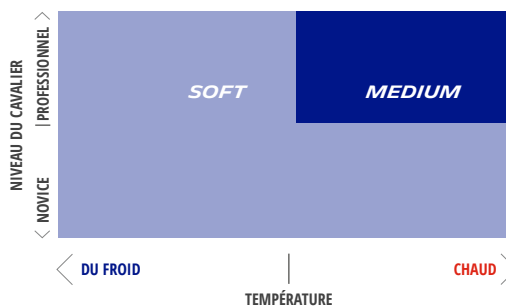 NIVEAU DU CAVALIER
PROFESSIONNEL
NOVICE
SOFT
MEDIUM
DU FROID
CHAUD
TEMPÉRATURE